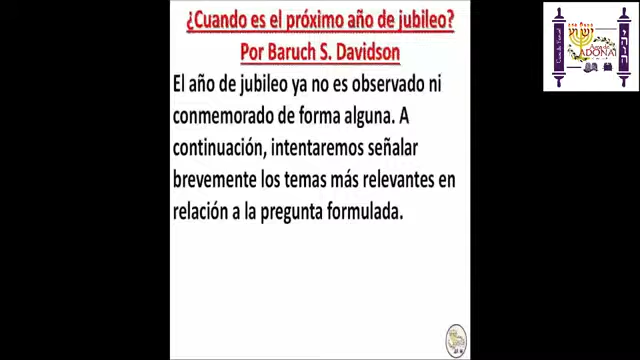 ¿Cuando es el próximo año de jubileo?
Por Baruch S. Davidson
El año de jubileo ya no es observado ni
conmemorado de forma alguna. A
continuación, intentaremos señalar
brevemente los temas más relevantes en
relación a la pregunta formulada.
ADONAI